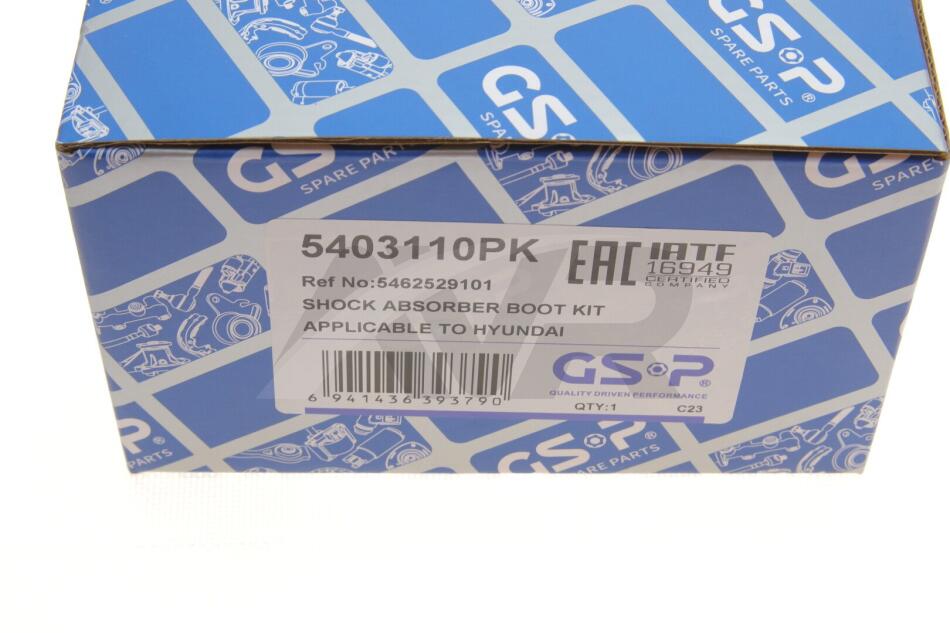 GS P
SPARE PARTS
GS P
SPARE PARTS
GS
SPARE PARTS
GS
SPARE PARTS
5403110PK
EAC
IATF
16949
CERTIFIED
COMPANY
Ref No:5462529101
SHOCK ABSORBER BOOT KIT
APPLICABLE TO HYUNDAI
GS P®
QUALITY DRIVEN PERFORMANCE
6 941436 393790
QTY:1 C23
GS P
SPARE PARTS
PARTS